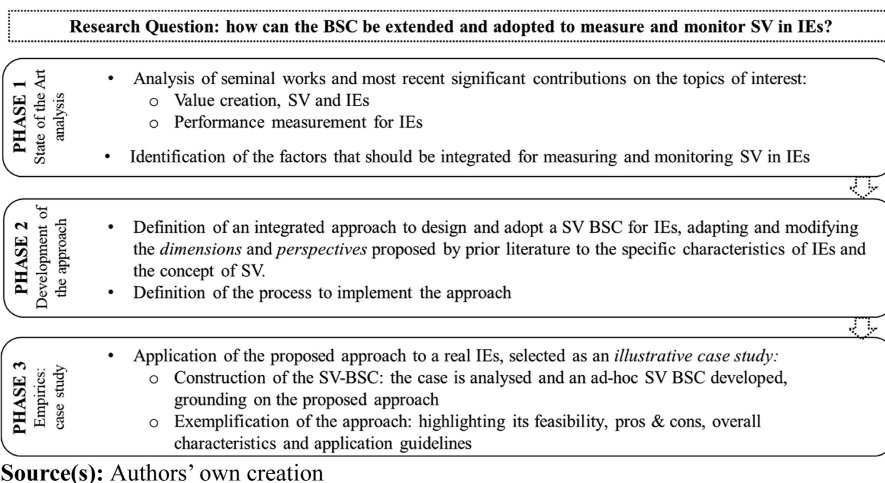 Research Question: how can the BSC be extended and adopted to measure and monitor SV in IEs?
PHASE 1
State of the Art
analysis
• Analysis of seminal works and most recent significant contributions on the topics of interest:
o Value creation, SV and IEs
o Performance measurement for IEs
• Identification of the factors that should be integrated for measuring and monitoring SV in IEs
PHASE 2
Development of
the approach
• Definition of an integrated approach to design and adopt a SV BSC for IEs, adapting and modifying
the dimensions and perspectives proposed by prior literature to the specific characteristics of IEs and
the concept of SV.
• Definition of the process to implement the approach
PHASE 3
Empirics:
case study
• Application of the proposed approach to a real IEs, selected as an illustrative case study:
o Construction of the SV-BSC: the case is analysed and an ad-hoc SV BSC developed,
grounding on the proposed approach
o Exemplification of the approach: highlighting its feasibility, pros & cons, overall
characteristics and application guidelines
Source(s): Authors’ own creation